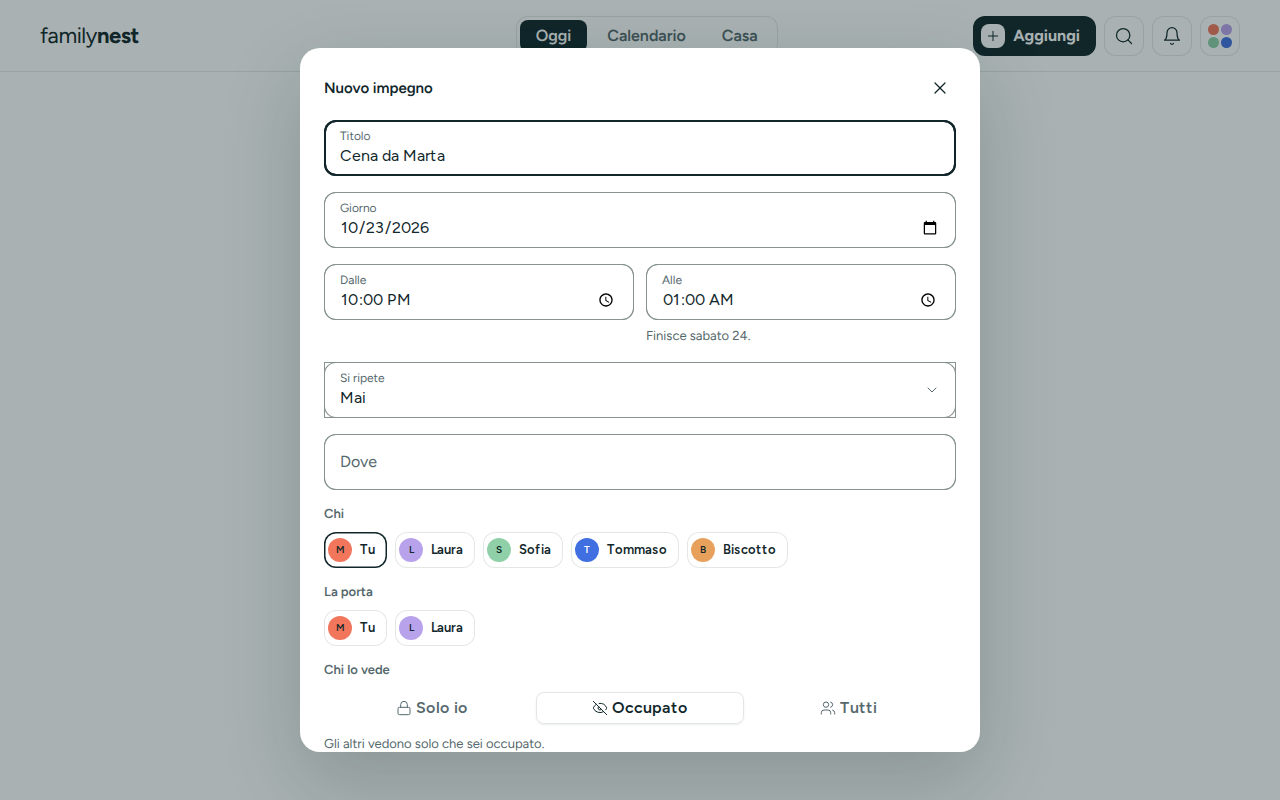 familynest
Oggi
Calendario
Casa
Aggiungi
Nuovo impegno
Titolo
Cena da Marta
Giorno
10/23/2026
Dalle
10:00 PM
Alle
01:00 AM
Finisce sabato 24.
Si ripete
Mai
Dove
Chi
M Tu
L Laura
S Sofia
T Tommaso
B Biscotto
La porta
M Tu
L Laura
Chi lo vede
Solo io
Occupato
Tutti
Gli altri vedono solo che sei occupato.